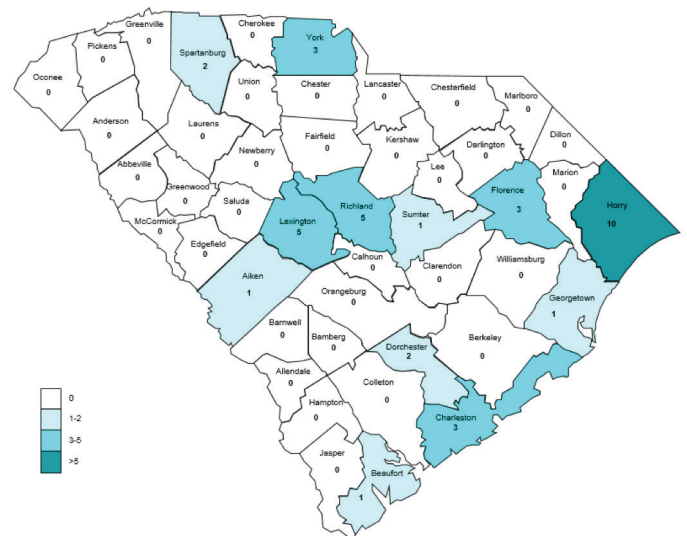 Cherokee
0
Greenville
0
York
3
Pickens
0
Spartanburg
2
Oconee
0
Union
0
Chester
0
Lancaster
0
Chesterfield
0
Marlboro
0
Anderson
0
Laurens
0
Fairfield
0
Kershaw
0
Darlington
0
Dillon
0
Newberry
0
Abbeville
0
Greenwood
0
Lee
0
Marion
0
Florence
3
Saluda
0
Richland
5
Horry
10
McCormick
0
Lexington
5
Sumter
1
Edgefield
0
Calhoun
0
Clarendon
0
Williamsburg
0
Aiken
1
Orangeburg
0
Georgetown
1
Barnwell
0
Bamberg
0
Dorchester
2
Berkeley
0
Allendale
0
Colleton
0
Hampton
0
Charleston
3
Jasper
0
Beaufort
1
0
1-2
3-5
>5